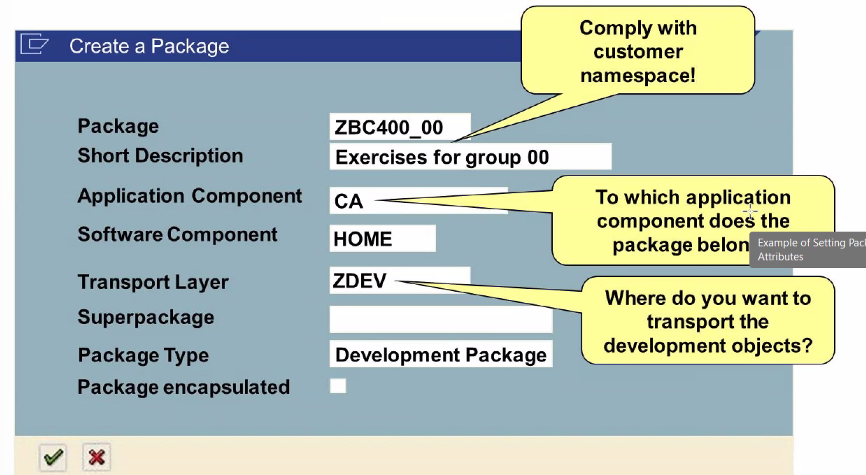 Create a Package
Comply with
customer
namespace!
Package ZBC400_00
Short Description Exercises for group 00
Application Component CA
To which application
component does the
package belon
Example of Setting Pac
Attributes
Software Component HOME
Transport Layer ZDEV
Where do you want to
transport the
development objects?
Superpackage
Package Type Development Package
Package encapsulated